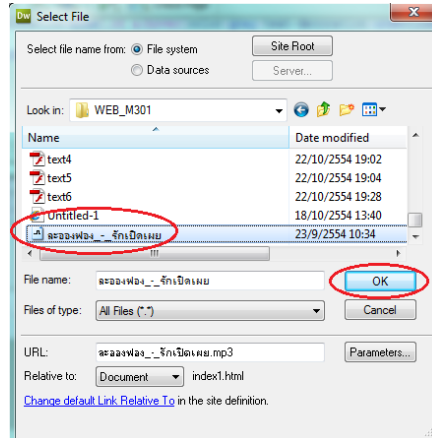 Dw Select File
Select file name from: File system Site Root
Data sources Server...
Look in: WEB_M301
Name Date modified
text4 22/10/2554 19:02
text5 22/10/2554 19:04
text6 22/10/2554 19:28
Untitled-1 18/10/2554 13:40
ละอองฟอง_-_รักเปิดเผย 23/9/2554 10:34
File name: ละอองฟอง_-_รักเปิดเผย OK
Files of type: All Files (*.*) Cancel
URL: ละอองฟอง_-_รักเปิดเผย.mp3 Parameters...
Relative to: Document index1.html
Change default Link Relative To in the site definition.